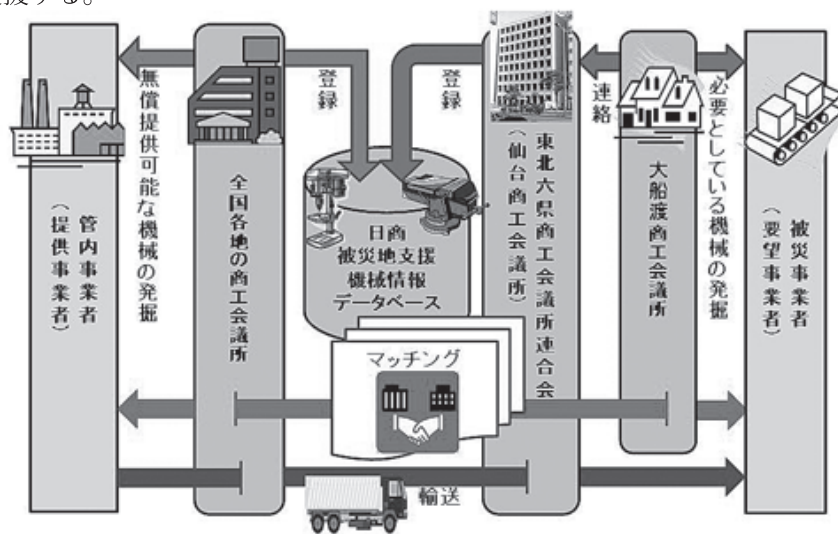 援する。
管内事業者
（提供事業者）
無償提供可能な機械の発掘
全国各地の商工会議所
登録
登録
日商
被災地支援
機械情報
データベース
マッチング
東北六県商工会議所連合会
（仙台商工会議所）
連絡
大船渡商工会議所
必要としている機械の発掘
被災事業者
（要望事業者）
輸送